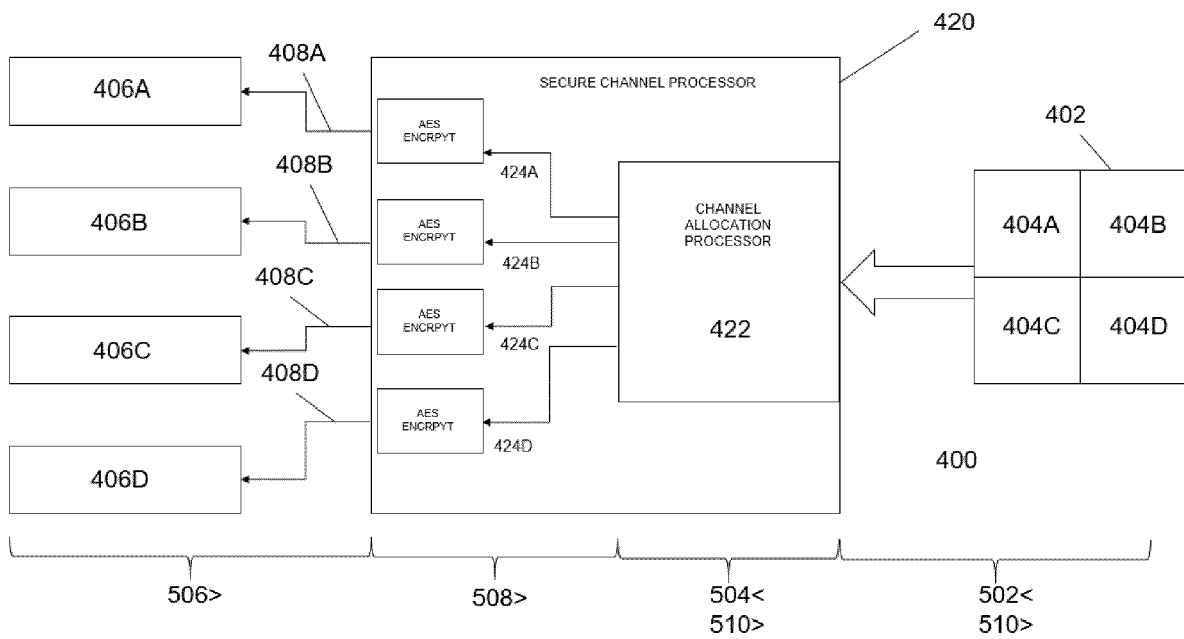 420
408A
406A
SECURE CHANNEL PROCESSOR
402
AES
ENCRPYT
408B
424A
406B
AES
ENCRPYT
CHANNEL
ALLOCATION
PROCESSOR
404A
404B
424B
408C
406C
AES
ENCRPYT
422
404C
404D
424C
408D
AES
ENCRPYT
424D
406D
400
506>
508>
504<
510>
502<
510>